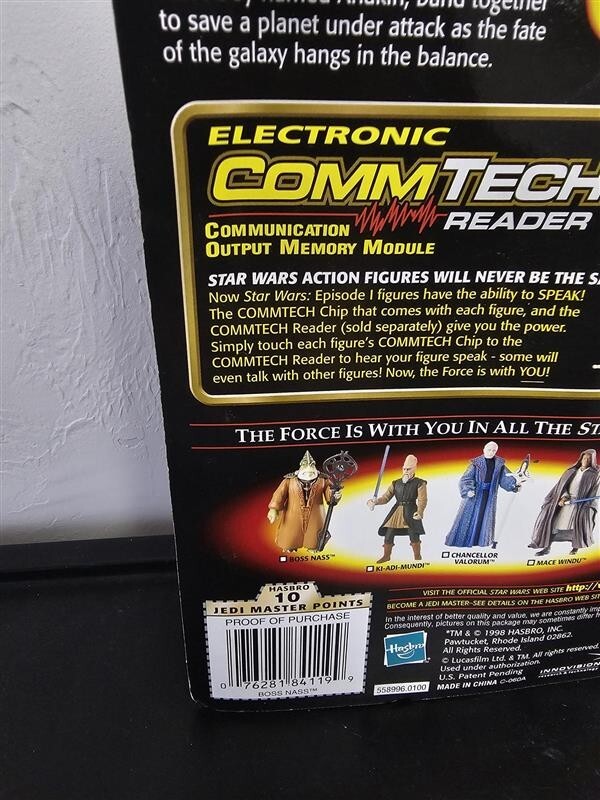 to save a planet under attack as the fate
of the galaxy hangs in the balance.
ELECTRONIC
COMMTECH
READER
COMMUNICATION
OUTPUT MEMORY MODULE
STAR WARS ACTION FIGURES WILL NEVER BE THE
Now Star Wars: Episode I figures have the ability to SPEAK!
The COMMTECH Chip that comes with each figure, and the
COMMTECH Reader (sold separately) give you the power.
Simply touch each figure's COMMTECH Chip to the
COMMTECH Reader to hear your figure speak - some will
even talk with other figures! Now, the Force is with YOU!
THE FORCE IS WITH YOU IN ALL THE
BOSS NASS™
KI-ADI-MUNDI™
CHANCELLOR
VALORUM™
MACE WINDU™
VISIT THE OFFICIAL STAR WARS WEB SITE http://
BECOME A JEDI MASTER-SEE DETAILS ON THE HASBRO WEB
In the interest of better quality and value, we are constantly
Consequently, pictures on this package may sometimes differ
HASBRO
10
JEDI MASTER POINTS
PROOF OF PURCHASE
0 76281 84119 9
BOSS NASS™
Hasbro
*TM & © 1998 HASBRO, INC.
Pawtucket, Rhode Island 02862.
All Rights Reserved.
© Lucasfilm Ltd. & TM. All rights reserved.
Used under authorization.
U.S. Patent Pending
558996.0100 MADE IN CHINA C-060A